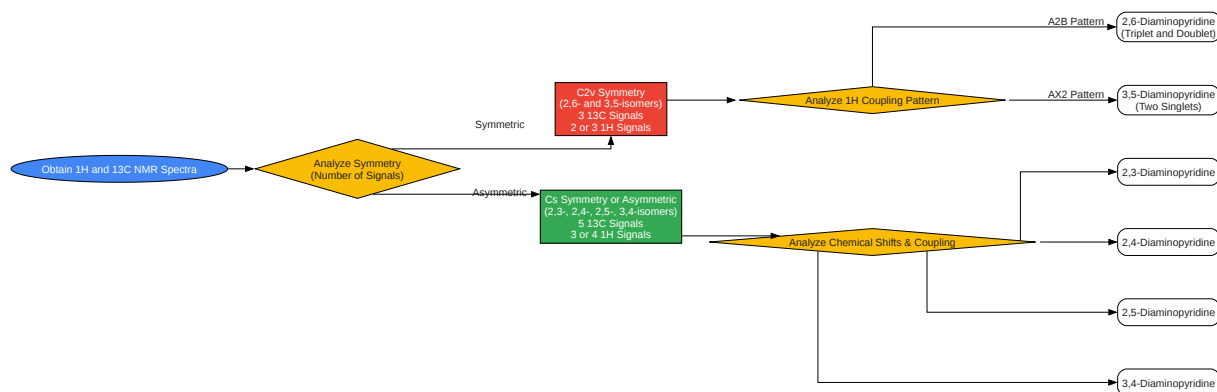 A2B Pattern
2,6-Diaminopyridine
(Triplet and Doublet)
C2v Symmetry
(2,6- and 3,5-isomers)
3 13C Signals
2 or 3 1H Signals
Analyze 1H Coupling Pattern
AX2 Pattern
3,5-Diaminopyridine
(Two Singlets)
Symmetric
Obtain 1H and 13C NMR Spectra
Analyze Symmetry
(Number of Signals)
Asymmetric
Cs Symmetry or Asymmetric
(2,3-, 2,4-, 2,5-, 3,4-isomers)
5 13C Signals
3 or 4 1H Signals
2,3-Diaminopyridine
Analyze Chemical Shifts & Coupling
2,4-Diaminopyridine
2,5-Diaminopyridine
3,4-Diaminopyridine